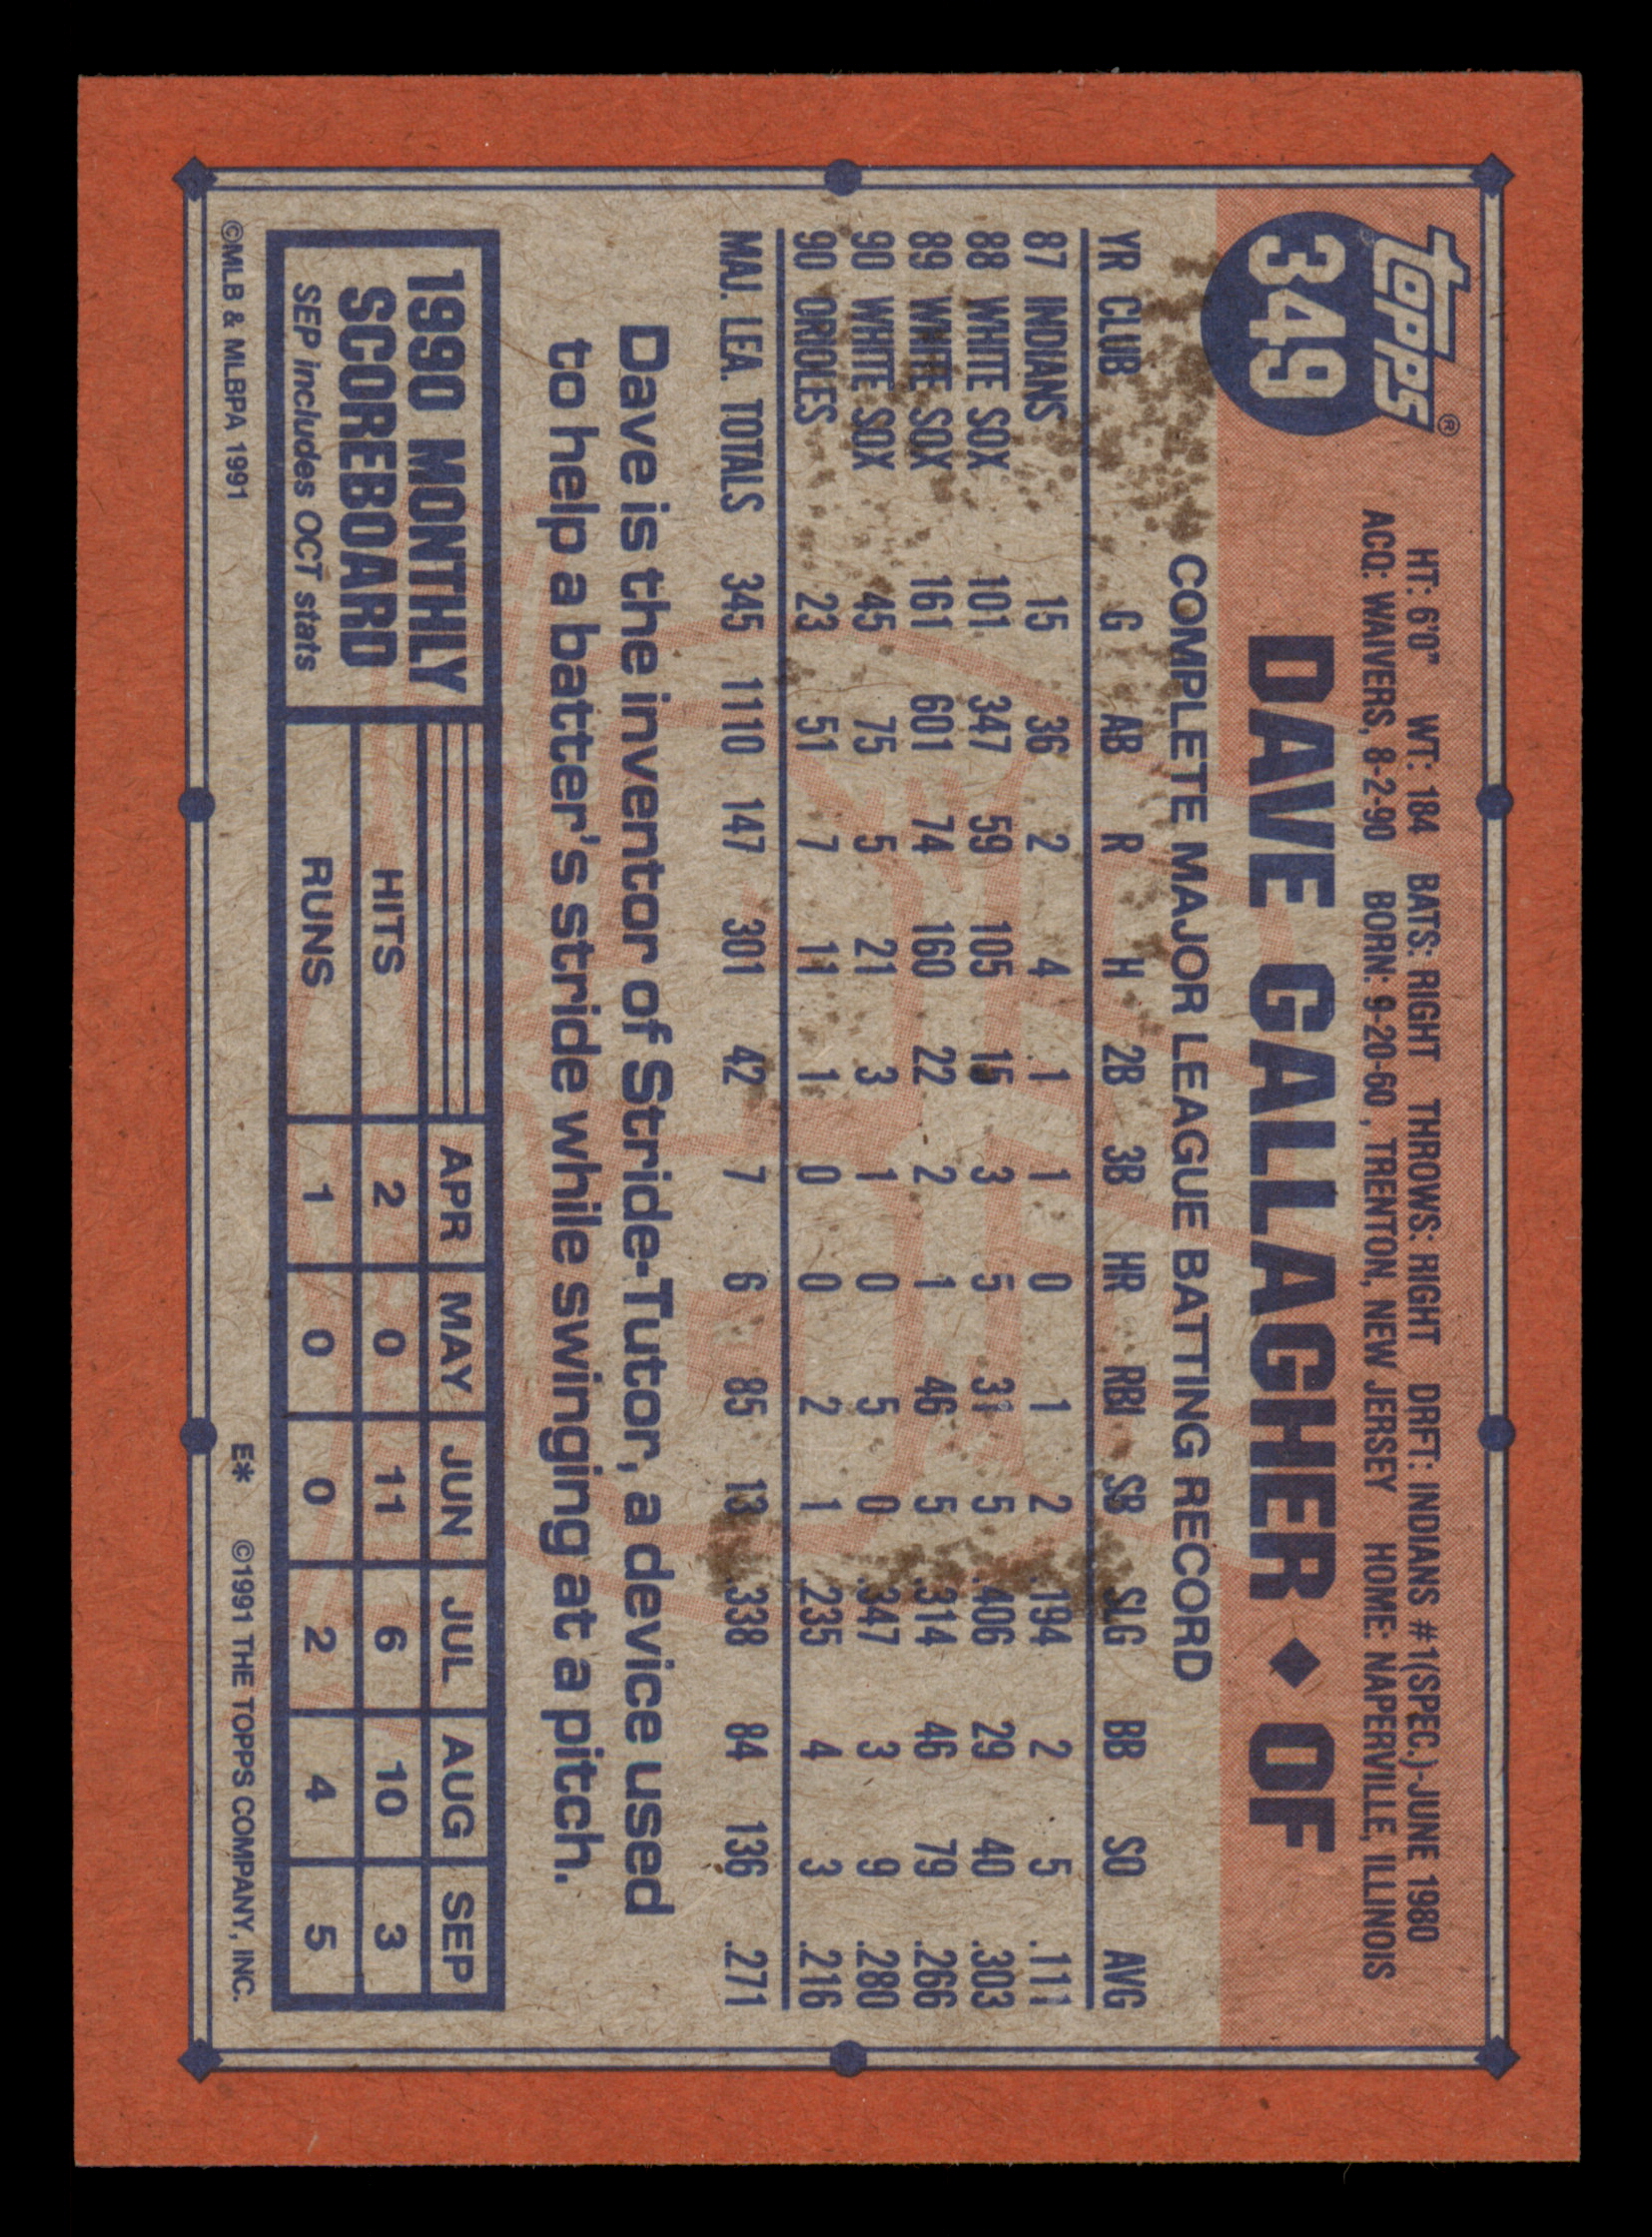 topps®
349
HT: 6'0" WT: 184 BATS: RIGHT THROWS: RIGHT DRFT: INDIANS #1(SPEC.)-JUNE 1980
ACQ: WAIVERS, 8-2-90 BORN: 9-20-60, TRENTON, NEW JERSEY HOME: NAPERVILLE, ILLINOIS
DAVE GALLAGHER ◆ OF
COMPLETE MAJOR LEAGUE BATTING RECORD
YR CLUB G AB R H 2B 3B HR RBI SB SLG BB SO AVG
87 INDIANS 15 36 2 4 1 1 0 1 2 .194 2 5 .111
88 WHITE SOX 101 347 59 105 15 3 5 31 5 .406 29 40 .303
89 WHITE SOX 161 601 74 160 22 2 1 46 5 .314 46 79 .266
90 WHITE SOX 45 75 5 21 3 1 0 5 0 .347 3 9 .280
90 ORIOLES 23 51 7 11 1 0 0 2 1 .235 4 3 .216
MAJ. LEA. TOTALS 345 1110 147 301 42 7 6 85 13 .338 84 136 .271
Dave is the inventor of Stride-Tutor, a device used
to help a batter's stride while swinging at a pitch.
1990 MONTHLY
SCOREBOARD
SEP includes OCT stats
APR MAY JUN JUL AUG SEP
HITS 2 0 11 6 10 3
RUNS 1 0 0 2 4 5
©MLB & MLBPA 1991 E* ©1991 THE TOPPS COMPANY, INC.